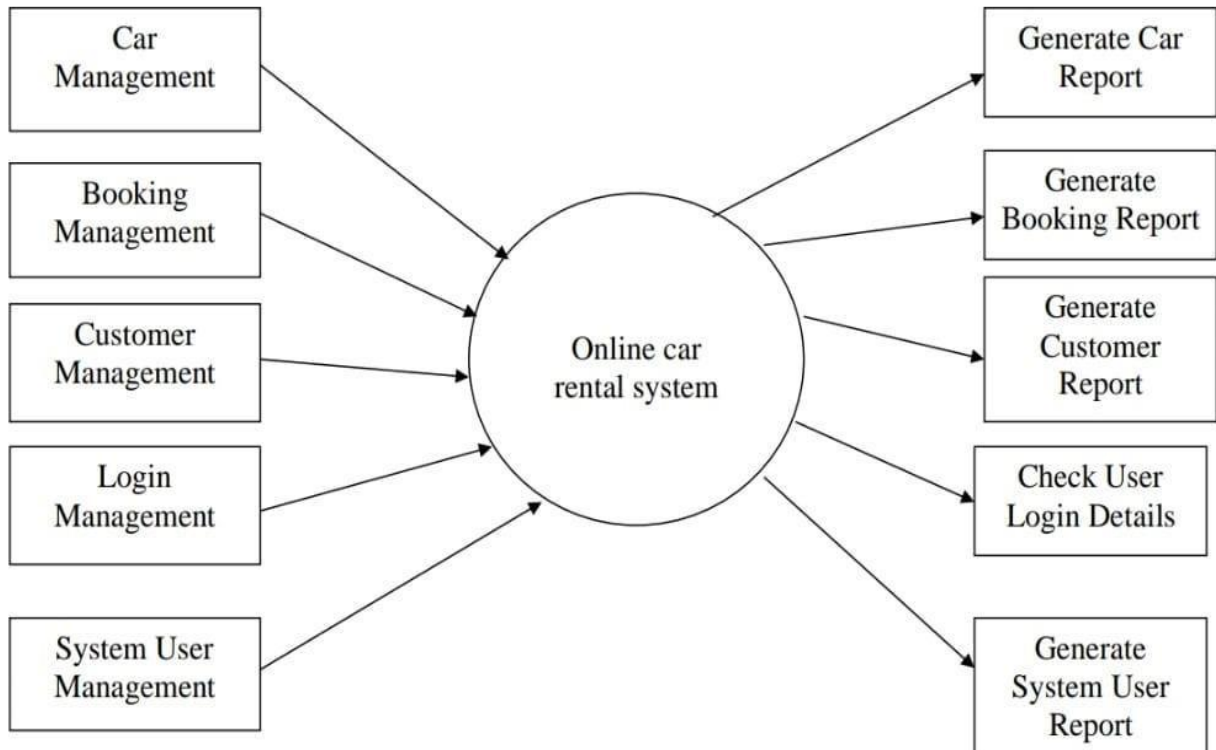 Car
Management
Booking
Management
Customer
Management
Login
Management
System User
Management
Online car
rental system
Generate Car
Report
Generate
Booking Report
Generate
Customer
Report
Check User
Login Details
Generate
System User
Report